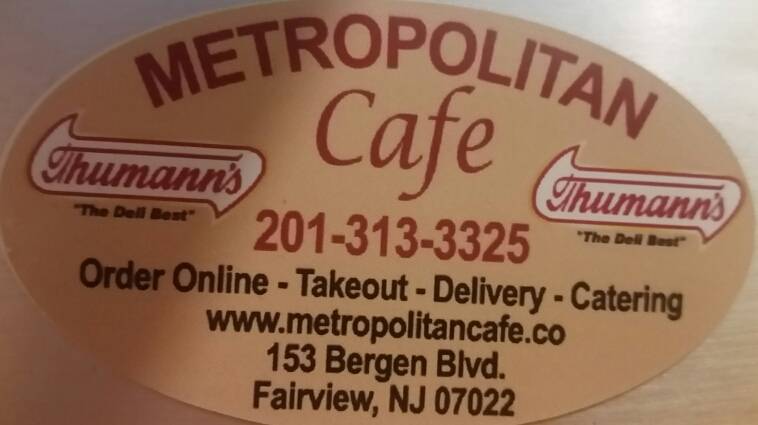 METROPOLITAN
Cafe
Thumann's
"The Deli Best"
Thumann's
"The Deli Best"
201-313-3325
Order Online - Takeout - Delivery - Catering
www.metropolitancafe.co
153 Bergen Blvd.
Fairview, NJ 07022